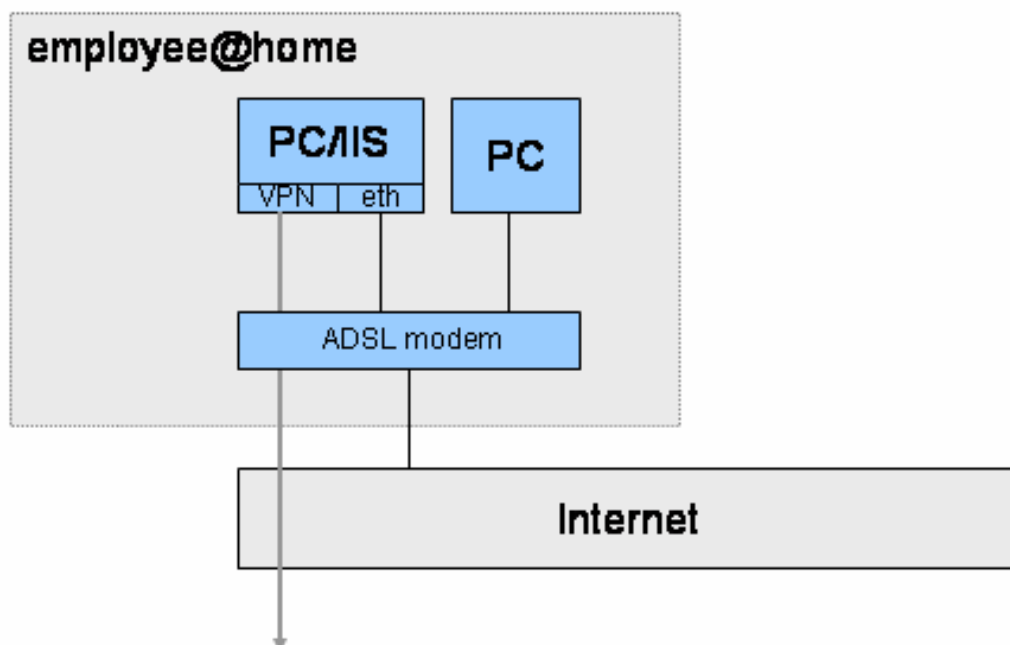 employee@home
PC/IIS
PC
VPN
eth
ADSL modem
Internet